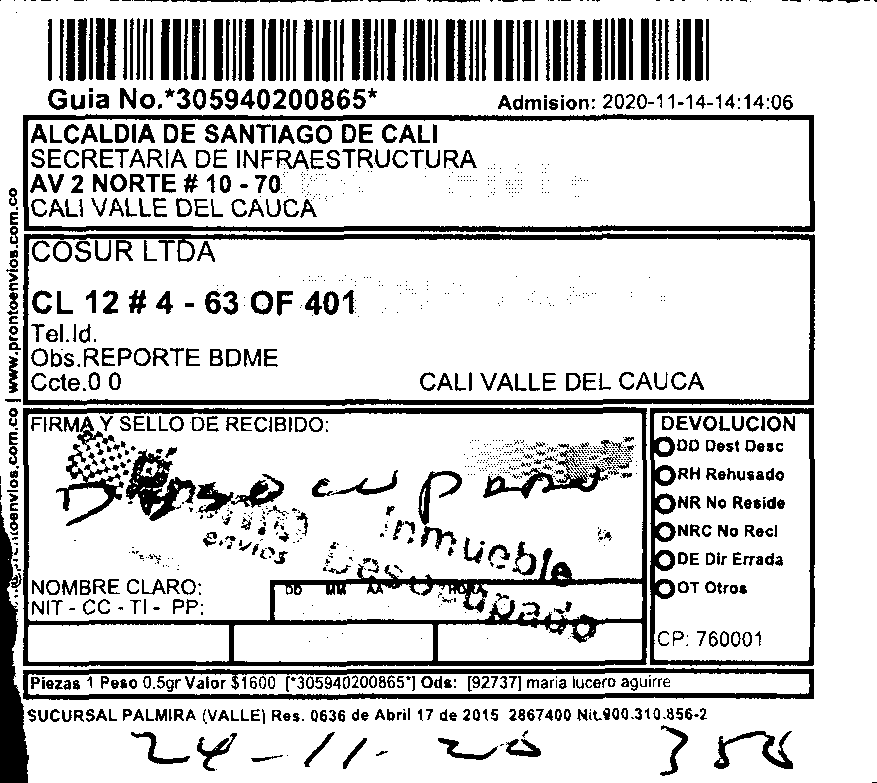 Guia No.*305940200865*
Admision: 2020-11-14-14:14:06
ALCALDIA DE SANTIAGO DE CALI
SECRETARIA DE INFRAESTRUCTURA
AV 2 NORTE # 10 - 70
CALI VALLE DEL CAUCA
COSUR LTDA
CL 12 # 4 - 63 OF 401
Tel.Id.
Obs.REPORTE BDME
Ccte.0 0
CALI VALLE DEL CAUCA
www.prontoenvios.com.co
FIRMA Y SELLO DE RECIBIDO:
Desocupado
envios
Inmueble
Desocupado
NOMBRE CLARO:
NIT - CC - TI - PP:
DD MM AA HORA
DEVOLUCION
DD Dest Desc
RH Rehusado
NR No Reside
NRC No Recl
DE Dir Errada
OT Otros
CP: 760001
Piezas 1 Peso 0.5gr Valor $1600 [*305940200865*] Ods: [92737] maria lucero aguirre
SUCURSAL PALMIRA (VALLE) Res. 0636 de Abril 17 de 2015 2867400 Nit.900.310.856-2
24-11-20